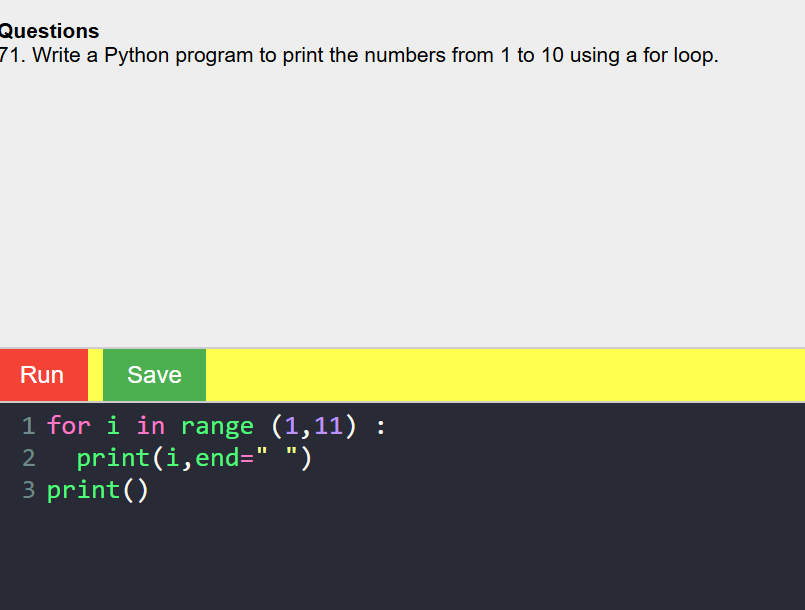 Questions
71. Write a Python program to print the numbers from 1 to 10 using a for loop.
Run Save
1 for i in range (1,11) :
2   print(i,end=" ")
3 print()